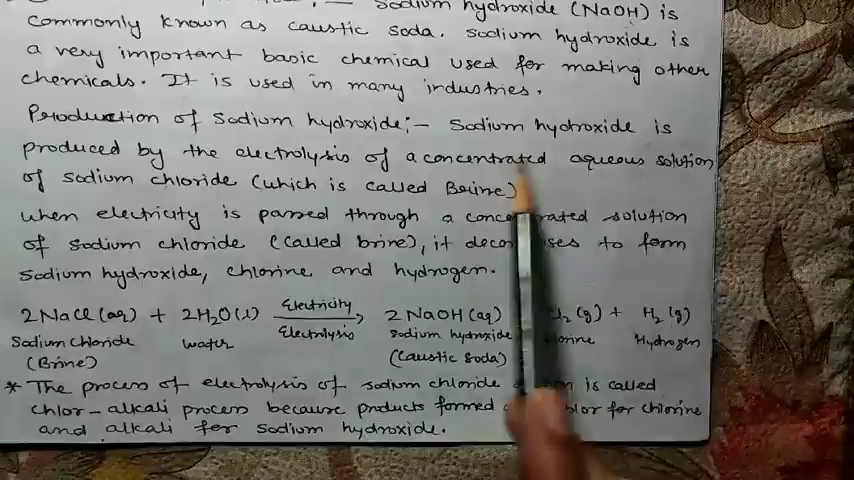 Sodium hydroxide (NaOH) is
commonly known as caustic soda. Sodium hydroxide is
a very important basic chemical used for making other
chemicals. It is used in many industries.
Production of Sodium hydroxide:- Sodium hydroxide is
produced by the electrolysis of a concentrated aqueous solution
of sodium chloride (which is called Brine)
when electricity is passed through a solution
of sodium chloride (called brine), it to form
sodium hydroxide, chlorine and hydrogen.
2NaCl(aq) + 2H₂O(l) Electricity Electrolysis → 2NaOH(aq) (g) + H₂(g)
Sodium Chloride water sodium hydroxide Hydrogen
(Brine) (Caustic Soda)
* The process of electrolysis of sodium chloride is called
chlor-alkali process because products formed for chlorine
and alkali for sodium hydroxide.